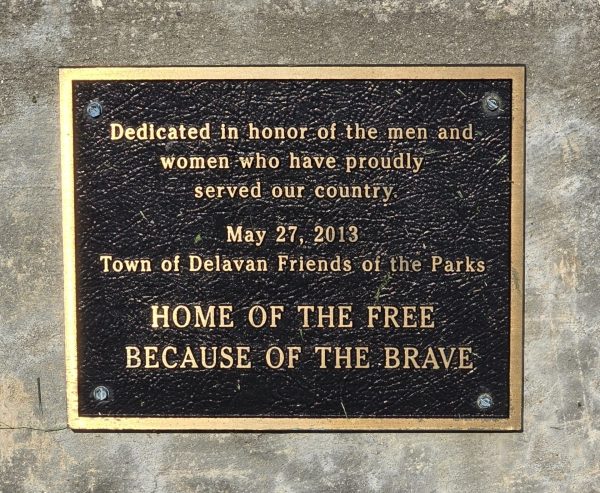 Dedicated in honor of the men and
women who have proudly
served our country.
May 27, 2013
Town of Delavan Friends of the Parks
HOME OF THE FREE
BECAUSE OF THE BRAVE